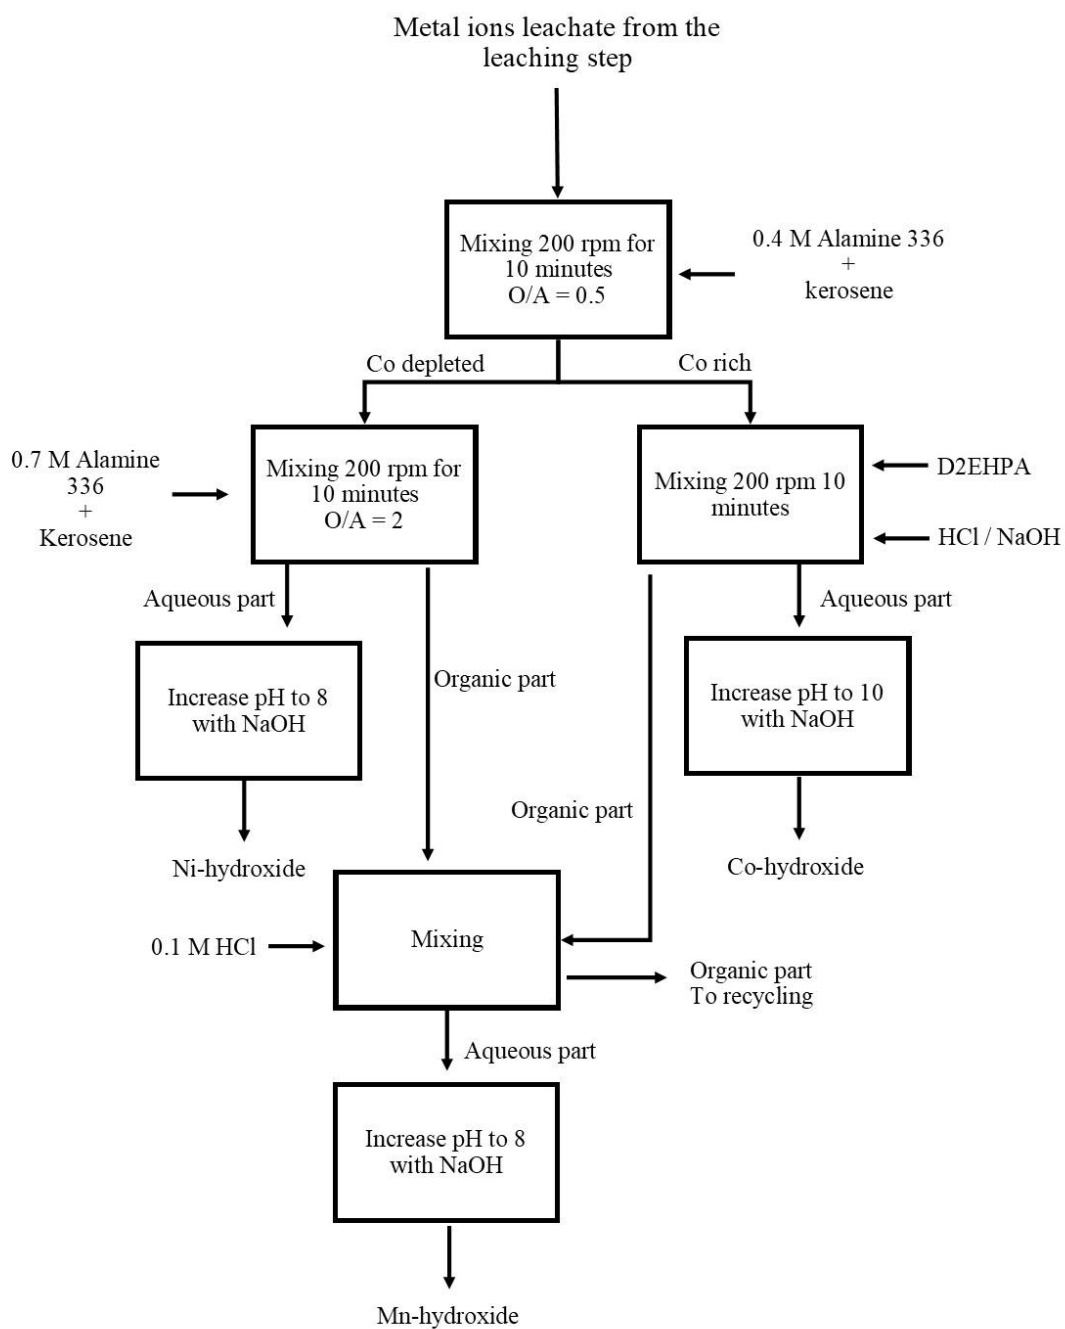 Metal ions leachate from the
leaching step
Mixing 200 rpm for
10 minutes
O/A = 0.5
0.4 M Alamine 336
+
kerosene
Co depleted
Co rich
0.7 M Alamine
336
+
Kerosene
Mixing 200 rpm for
10 minutes
O/A = 2
Mixing 200 rpm 10
minutes
D2EHPA
HCl / NaOH
Aqueous part
Aqueous part
Increase pH to 8
with NaOH
Organic part
Increase pH to 10
with NaOH
Organic part
Ni-hydroxide
Co-hydroxide
0.1 M HCl
Mixing
Organic part
To recycling
Aqueous part
Increase pH to 8
with NaOH
Mn-hydroxide